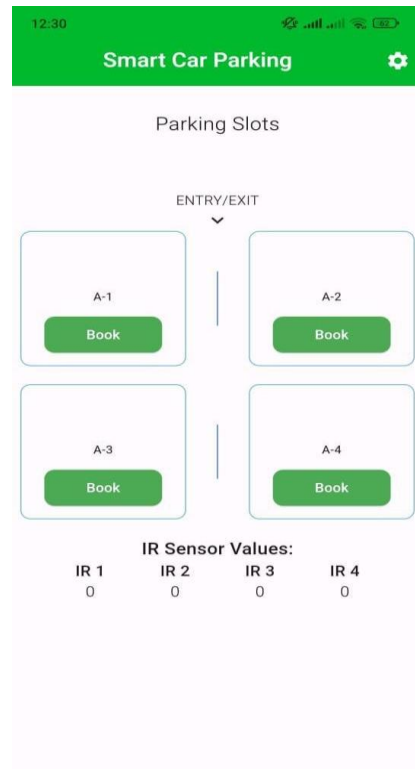 12:30 62
Smart Car Parking
Parking Slots
ENTRY/EXIT
A-1 A-2
Book Book
A-3 A-4
Book Book
IR Sensor Values:
IR 1 IR 2 IR 3 IR 4
0 0 0 0